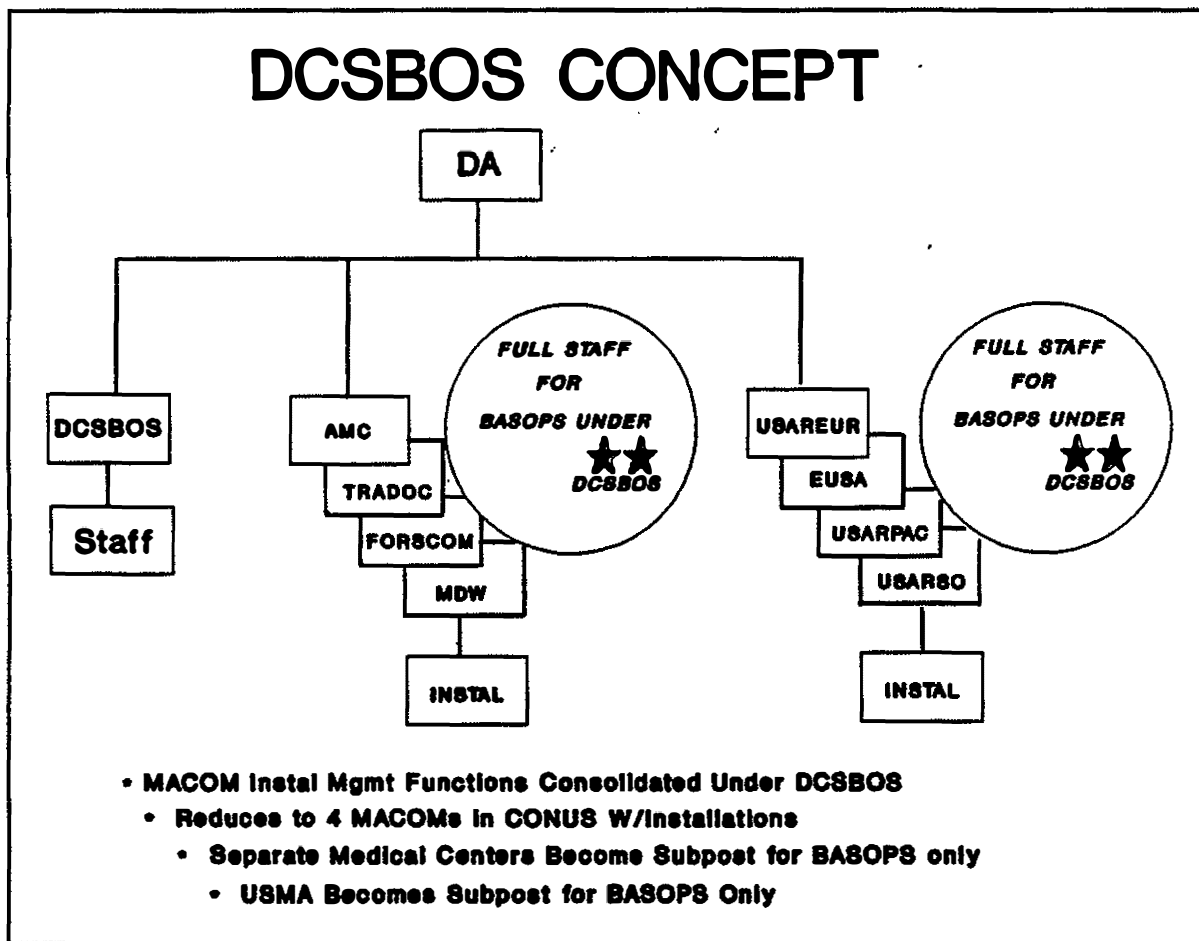 DCSBOS CONCEPT
DA
DCSBOS
Staff
AMC
TRADOC
FORSCOM
MDW
INSTAL
FULL STAFF
FOR
BASOPS UNDER
DCSBOS
USAREUR
EUSA
USARPAC
USARSO
INSTAL
FULL STAFF
FOR
BASOPS UNDER
DCSBOS
• MACOM Instal Mgmt Functions Consolidated Under DCSBOS
• Reduces to 4 MACOMs in CONUS W/Installations
• Separate Medical Centers Become Subpost for BASOPS only
• USMA Becomes Subpost for BASOPS Only